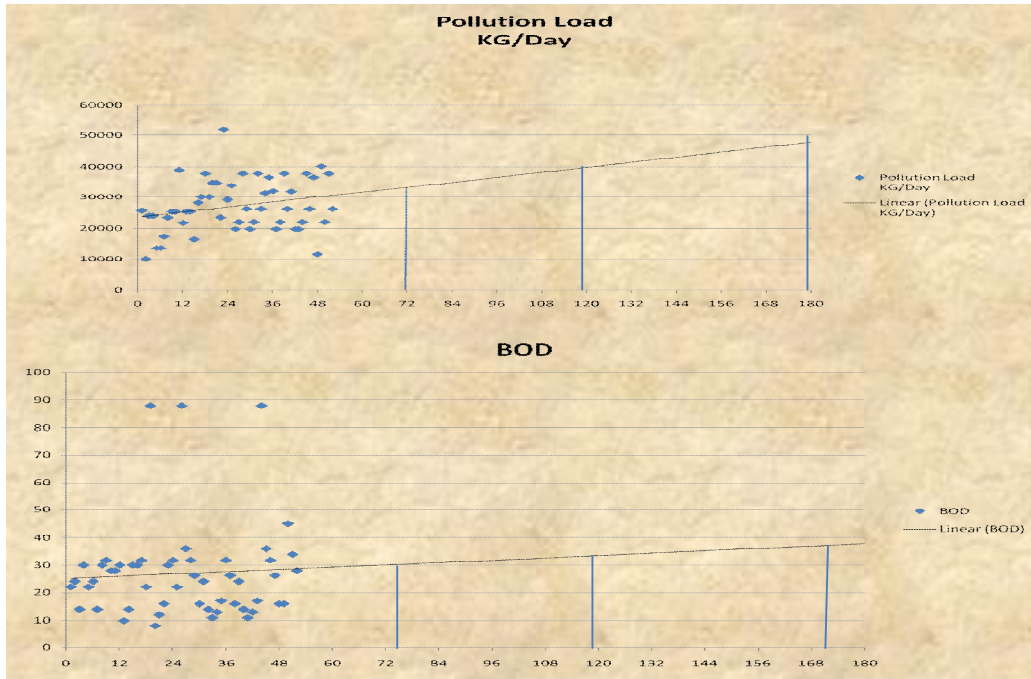 Pollution Load
KG/Day
60000
50000
40000
30000
20000
10000
0
0 12 24 36 48 60 72 84 96 108 120 132 144 156 168 180
Pollution Load
KG/Day
Linear (Pollution Load
KG/Day)
BOD
100
90
80
70
60
50
40
30
20
10
0
0 12 24 36 48 60 72 84 96 108 120 132 144 156 168 180
BOD
Linear (BOD)